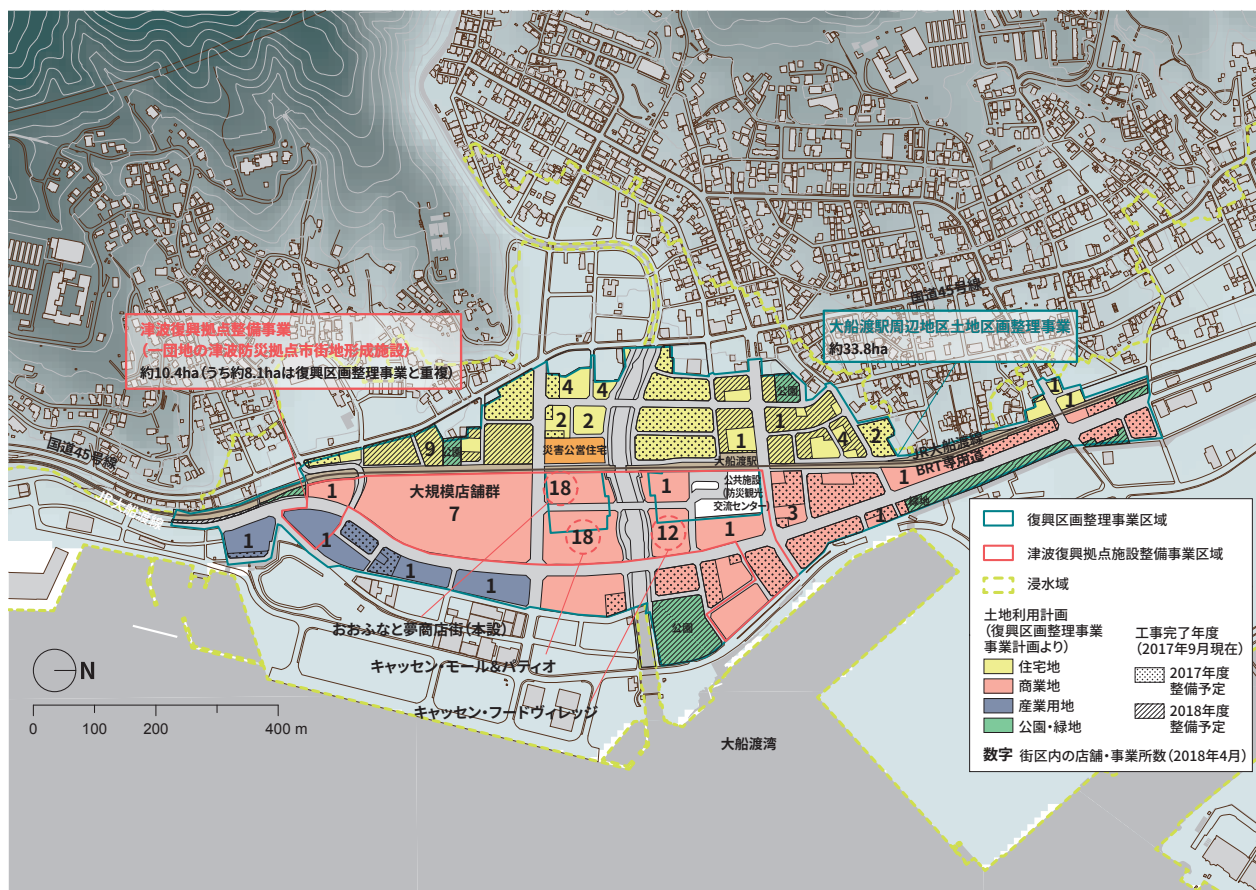 国道45号線
津波復興拠点整備事業
(一団地の津波防災拠点市街地形成施設)
約10.4ha(うち約8.1haは復興区画整理事業と重複)
大船渡駅周辺地区土地区画整理事業
約33.8ha
4
4
公園
1
1
2
2
1
1
4
2
9
公園
災害公営住宅
国道45号線
JR大船渡線
大船渡駅
JR大船渡線
BRT専用道
1
大規模店舗群
7
18
1
公共施設
(防災観光
交流センター)
1
3
1
緑地
1
1
18
12
1
1
1
公園
おおふなと夢商店街(本設)
キャッセン・モール&パティオ
キャッセン・フードヴィレッジ
大船渡湾
N
0 100 200 400 m
復興区画整理事業区域
津波復興拠点施設整備事業区域
浸水域
土地利用計画
(復興区画整理事業
事業計画より)
住宅地
商業地
産業用地
公園・緑地
工事完了年度
(2017年9月現在)
2017年度
整備予定
2018年度
整備予定
数字 街区内の店舗・事業所数(2018年4月)